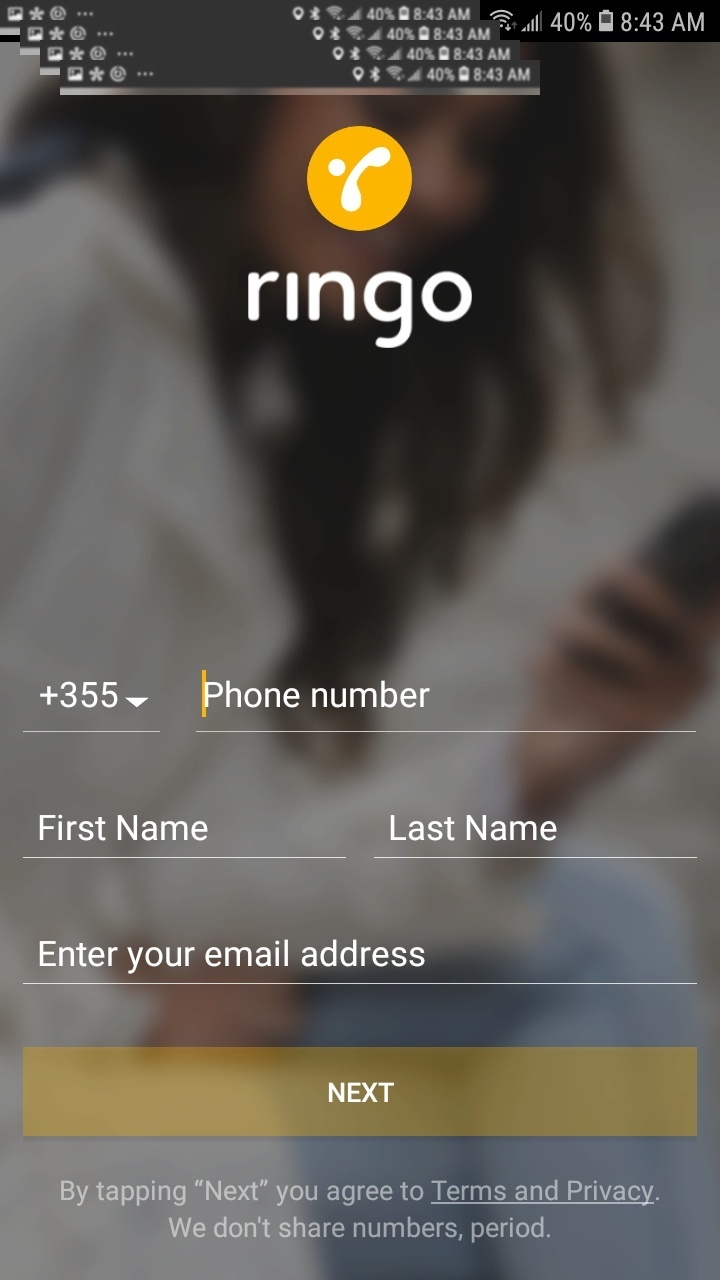 40% 8:43 AM
40% 8:43 AM
40% 8:43 AM
40% 8:43 AM
40% 8:43 AM
ringo
+355 Phone number
First Name Last Name
Enter your email address
NEXT
By tapping “Next” you agree to Terms and Privacy.
We don't share numbers, period.